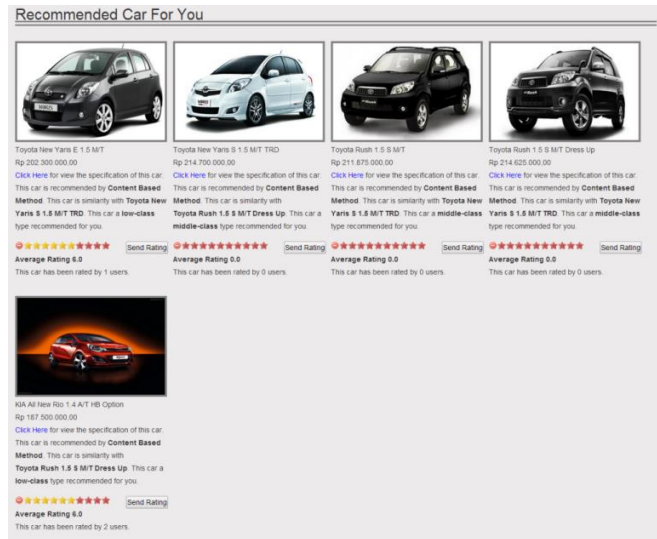 Recommended Car For You
Toyota New Yaris E 1.5 M/T
Rp 202.300.000,00
Click Here for view the specification of this car.
This car is recommended by Content Based
Method. This car is similarity with Toyota New
Yaris S 1.5 M/T TRD. This car a low-class
type recommended for you.
Send Rating
Average Rating 6.0
This car has been rated by 1 users.
Toyota New Yaris S 1.5 M/T TRD
Rp 214.700.000,00
Click Here for view the specification of this car.
This car is recommended by Content Based
Method. This car is similarity with
Toyota Rush 1.5 S M/T Dress Up. This car a
middle-class type recommended for you.
Send Rating
Average Rating 0.0
This car has been rated by 0 users.
Toyota Rush 1.5 S M/T
Rp 211.875.000,00
Click Here for view the specification of this car.
This car is recommended by Content Based
Method. This car is similarity with Toyota New
Yaris S 1.5 M/T TRD. This car a middle-class
type recommended for you.
Send Rating
Average Rating 0.0
This car has been rated by 0 users.
Toyota Rush 1.5 S M/T Dress Up
Rp 214.625.000,00
Click Here for view the specification of this car.
This car is recommended by Content Based
Method. This car is similarity with Toyota New
Yaris S 1.5 M/T TRD. This car a middle-class
type recommended for you.
Send Rating
Average Rating 0.0
This car has been rated by 0 users.
KIA All New Rio 1.4 A/T HB Option
Rp 187.500.000,00
Click Here for view the specification of this car.
This car is recommended by Content Based
Method. This car is similarity with
Toyota Rush 1.5 S M/T Dress Up. This car a
low-class type recommended for you.
Send Rating
Average Rating 6.0
This car has been rated by 2 users.